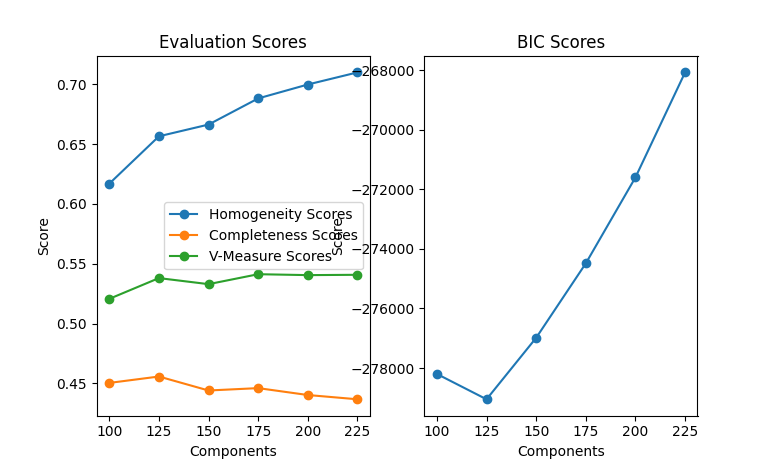 Evaluation Scores
0.70
0.65
0.60
0.55
0.50
0.45
Score
Homogeneity Scores
Completeness Scores
V-Measure Scores
100 125 150 175 200 225
Components
BIC Scores
−268000
−270000
−272000
−274000
−276000
−278000
Score
100 125 150 175 200 225
Components